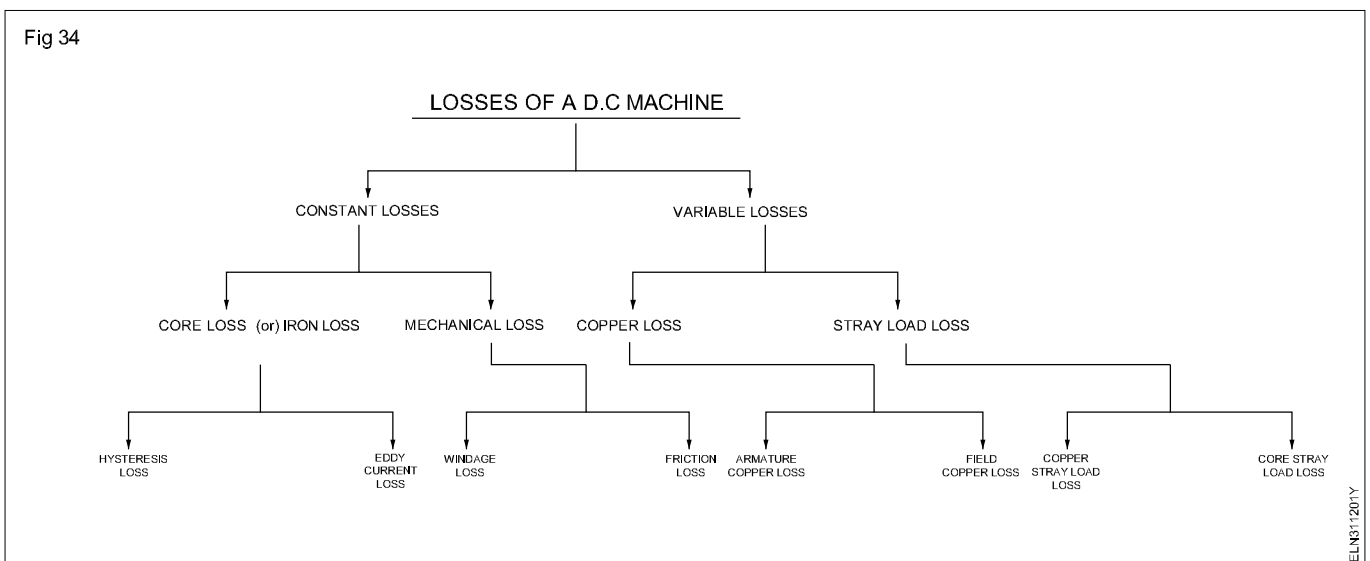 Fig 34
LOSSES OF A D.C MACHINE
CONSTANT LOSSES
VARIABLE LOSSES
CORE LOSS (or) IRON LOSS
MECHANICAL LOSS
COPPER LOSS
STRAY LOAD LOSS
HYSTERESIS
LOSS
EDDY
CURRENT
LOSS
WINDAGE
LOSS
FRICTION
LOSS
ARMATURE
COPPER LOSS
FIELD
COPPER LOSS
COPPER
STRAY LOAD
LOSS
CORE STRAY
LOAD LOSS
ELN311201Y